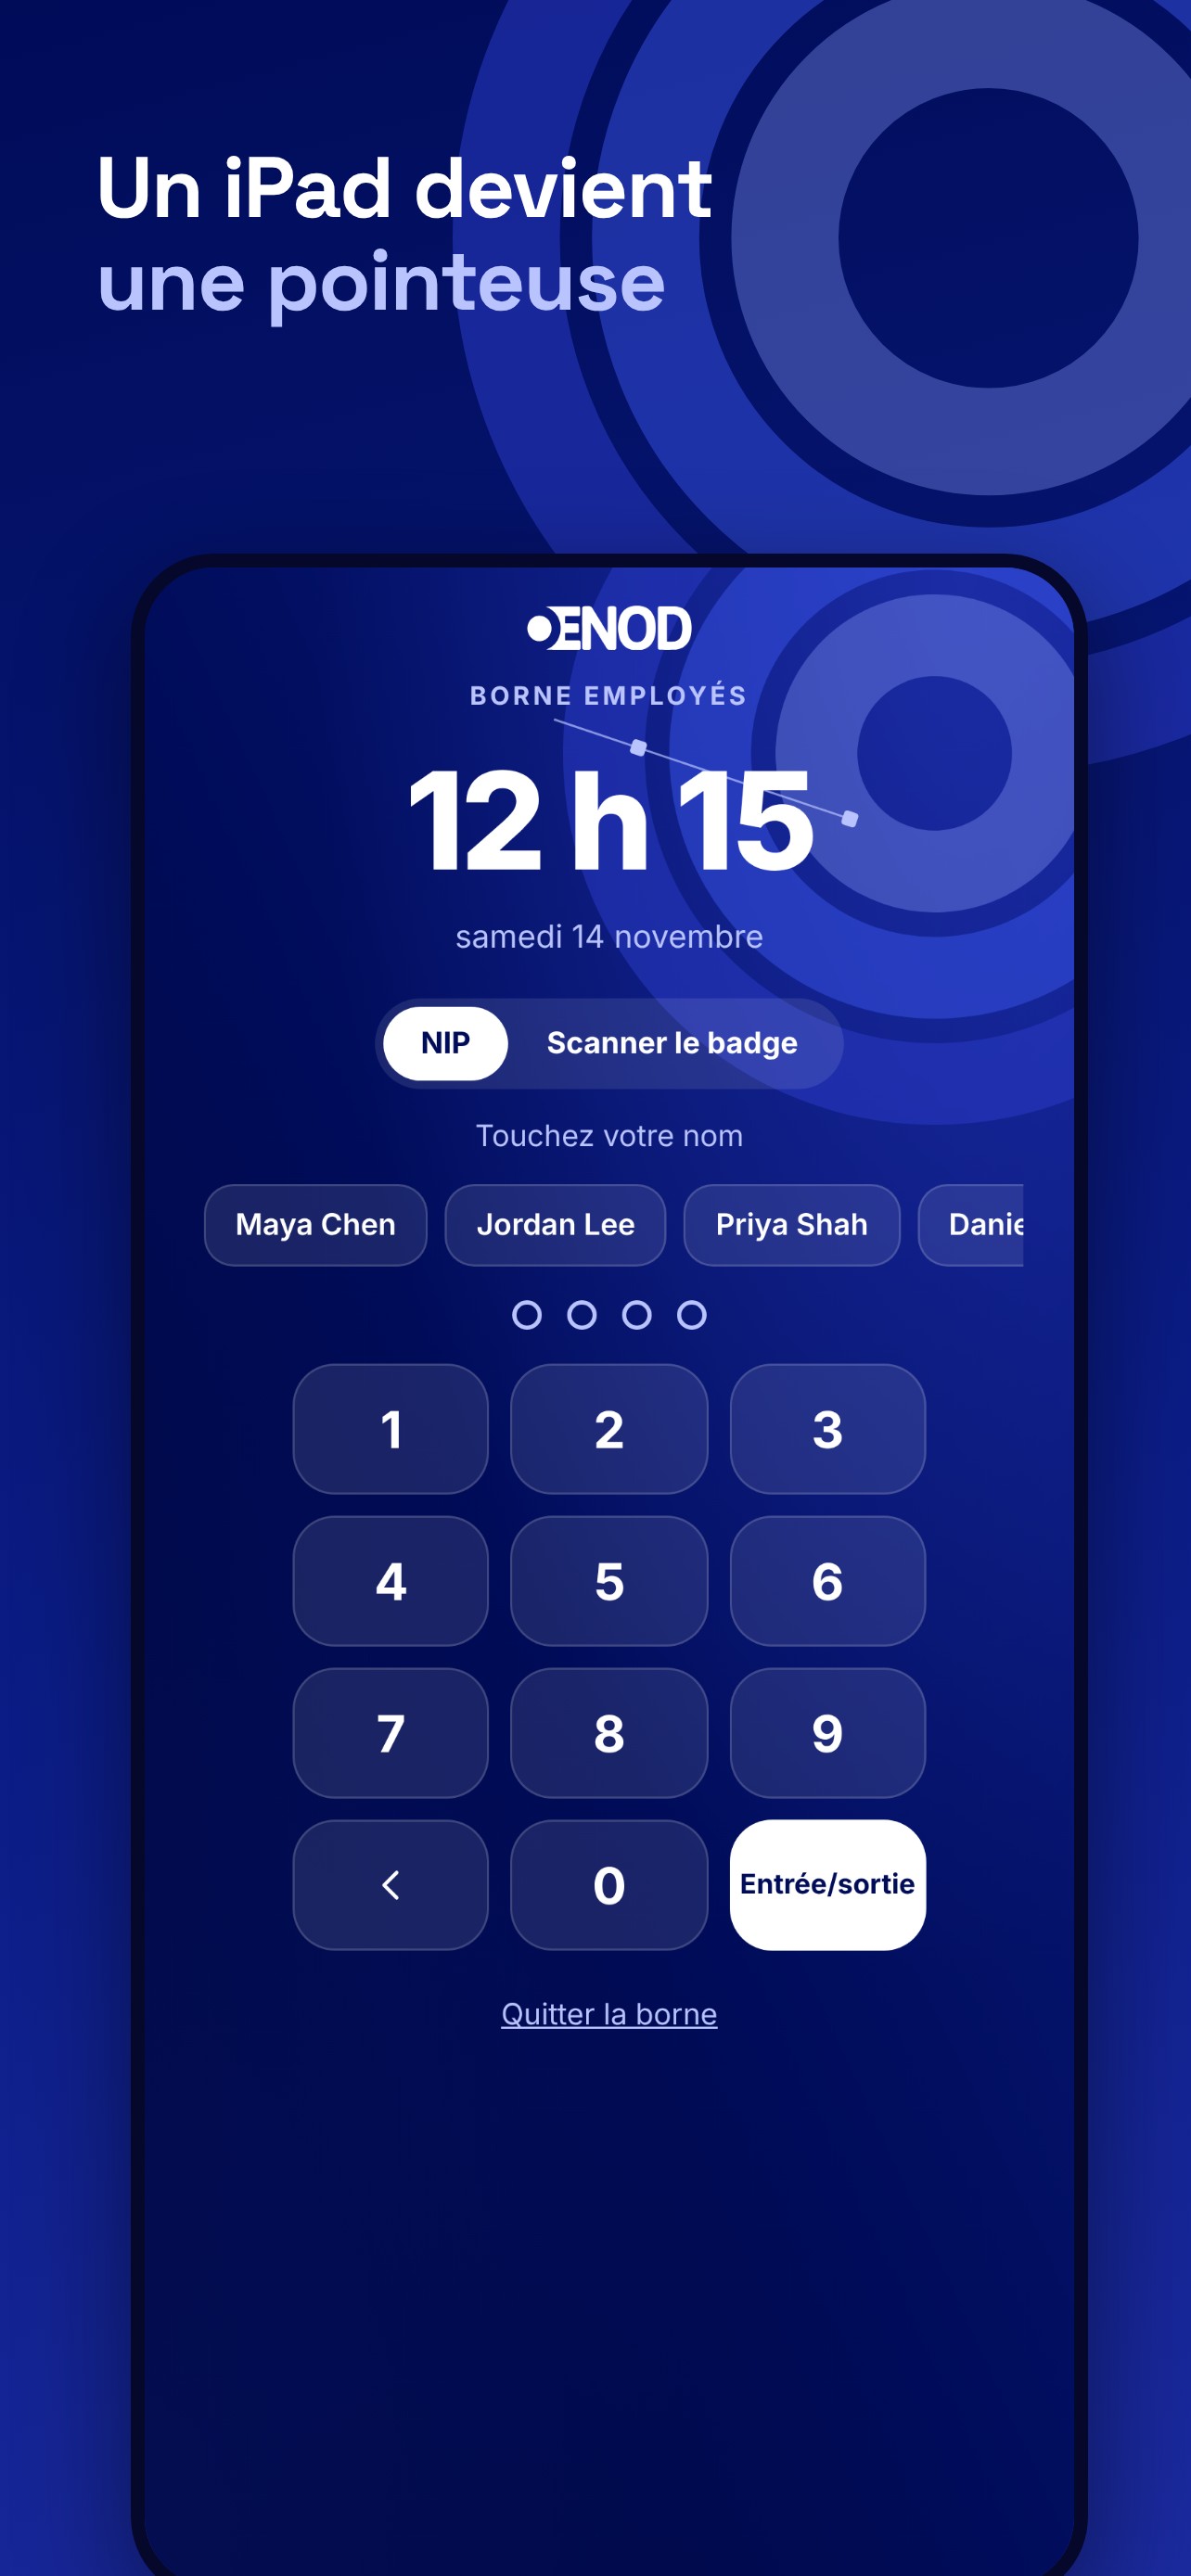 Un iPad devient
une pointeuse
ENOD
BORNE EMPLOYÉS
12 h 15
samedi 14 novembre
NIP Scanner le badge
Touchez votre nom
Maya Chen Jordan Lee Priya Shah Danie
1 2 3
4 5 6
7 8 9
0 Entrée/sortie
Quitter la borne